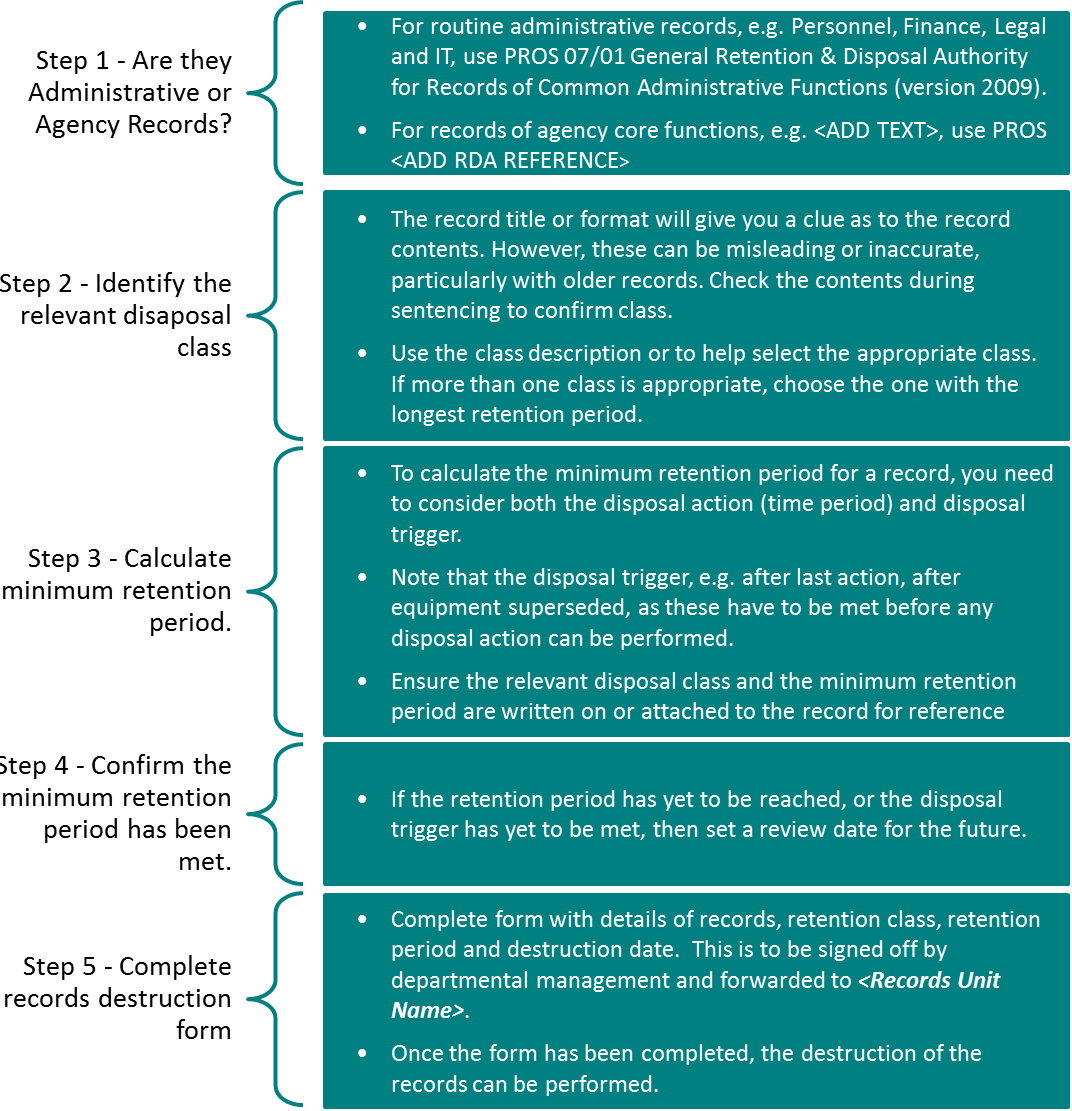 Step 1 - Are they
Administrative or
Agency Records?
• For routine administrative records, e.g. Personnel, Finance, Legal
and IT, use PROS 07/01 General Retention & Disposal Authority
for Records of Common Administrative Functions (version 2009).
• For records of agency core functions, e.g. <ADD TEXT>, use PROS
<ADD RDA REFERENCE>
Step 2 - Identify the
relevant disaposal
class
• The record title or format will give you a clue as to the record
contents. However, these can be misleading or inaccurate,
particularly with older records. Check the contents during
sentencing to confirm class.
• Use the class description or to help select the appropriate class.
If more than one class is appropriate, choose the one with the
longest retention period.
Step 3 - Calculate
minimum retention
period.
• To calculate the minimum retention period for a record, you need
to consider both the disposal action (time period) and disposal
trigger.
• Note that the disposal trigger, e.g. after last action, after
equipment superseded, as these have to be met before any
disposal action can be performed.
• Ensure the relevant disposal class and the minimum retention
period are written on or attached to the record for reference
Step 4 - Confirm the
minimum retention
period has been
met.
• If the retention period has yet to be reached, or the disposal
trigger has yet to be met, then set a review date for the future.
Step 5 - Complete
records destruction
form
• Complete form with details of records, retention class, retention
period and destruction date.  This is to be signed off by
departmental management and forwarded to <Records Unit
Name>.
• Once the form has been completed, the destruction of the
records can be performed.